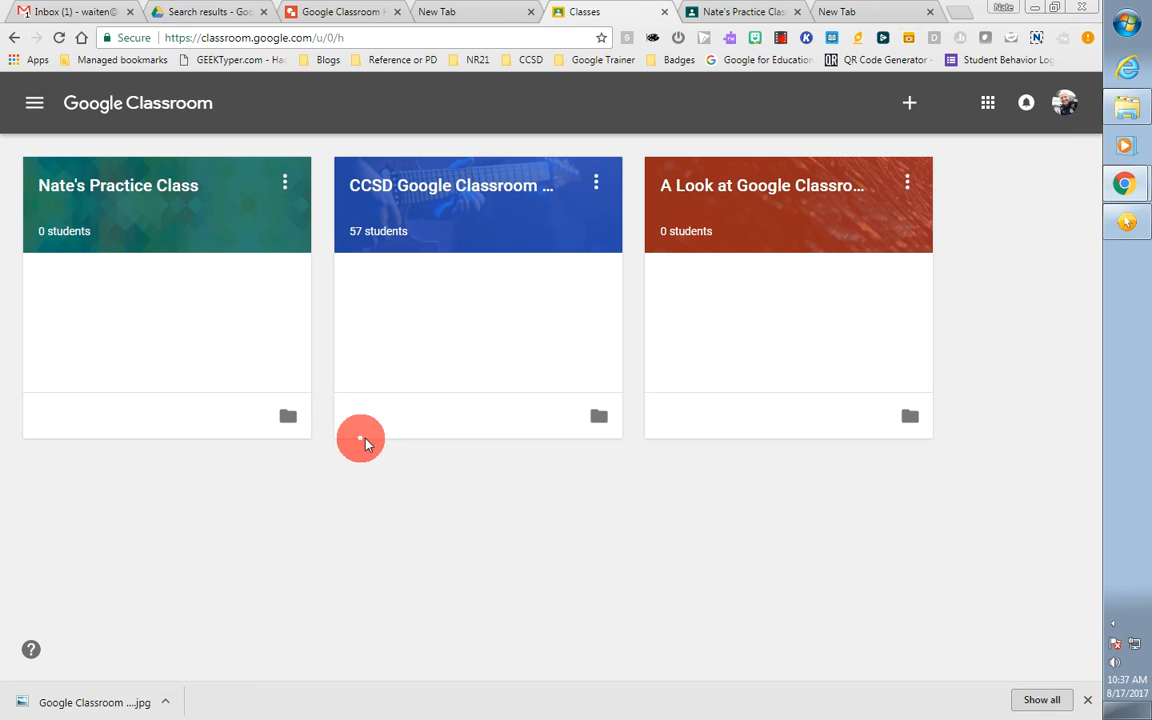 Inbox (1) - waiten@
Search results - Goo
Google Classroom H
New Tab
Classes
Nate's Practice Clas
New Tab
Nate
Secure
https://classroom.google.com/u/0/h
Apps
Managed bookmarks
GEEKTyper.com - Hac
Blogs
Reference or PD
NR21
CCSD
Google Trainer
Badges
Google for Education
QR Code Generator -
Student Behavior Log
Google Classroom
Nate's Practice Class
0 students
CCSD Google Classroom ...
57 students
A Look at Google Classro...
0 students
Google Classroom ....jpg
Show all
10:37 AM
8/17/2017